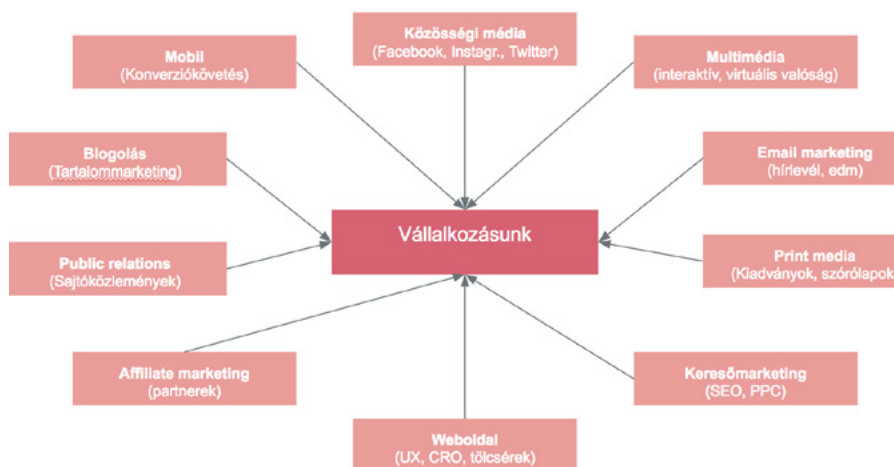 Közösségi média
(Facebook, Instagr., Twitter)
Mobil
(Konverziókövetés)
Multimédia
(interaktív, virtuális valóság)
Blogolás
(Tartalommarketing)
Email marketing
(hírlevél, edm)
Vállalkozásunk
Public relations
(Sajtóközlemények)
Print media
(Kiadványok, szórólapok
Affiliate marketing
(partnerek)
Keresőmarketing
(SEO, PPC)
Weboldal
(UX, CRO, tölcsérek)